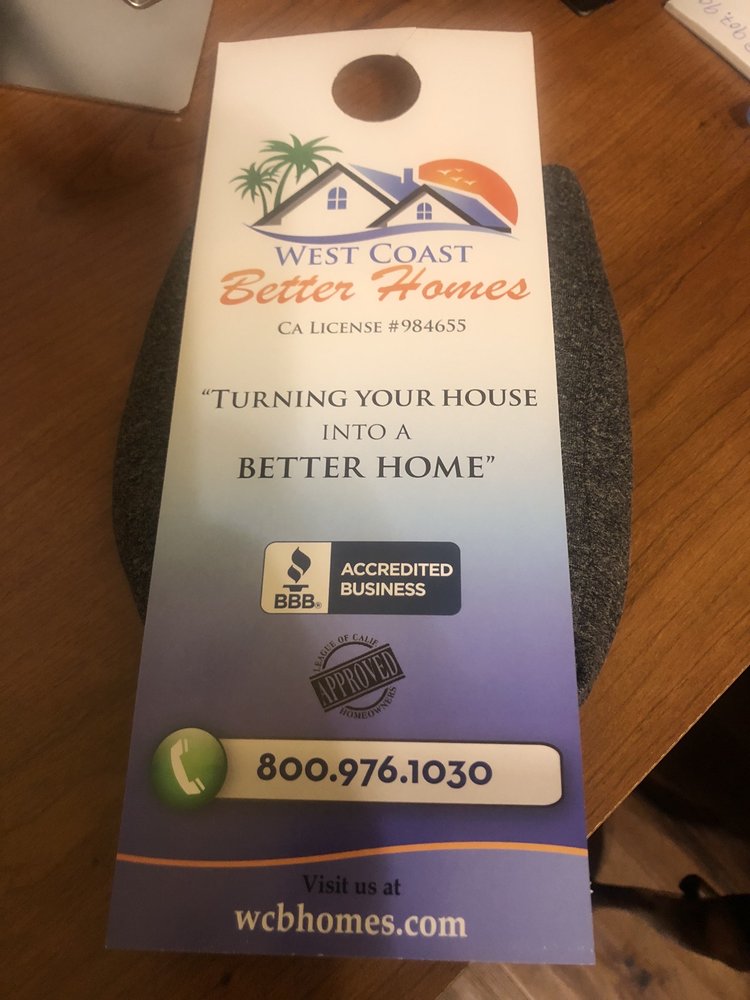 West Coast
Better Homes
Ca License #984655
“Turning your house
into a
better home”
BBB®
ACCREDITED
BUSINESS
LEAGUE OF CALIF
APPROVED
HOMEOWNERS
800.976.1030
Visit us at
wcbhomes.com